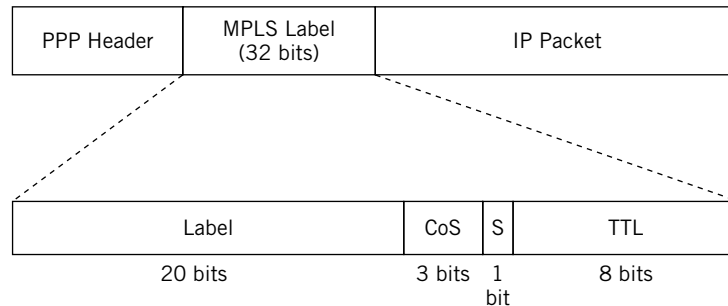 PPP Header
MPLS Label
(32 bits)
IP Packet
Label
CoS
S
TTL
20 bits
3 bits
1
bit
8 bits